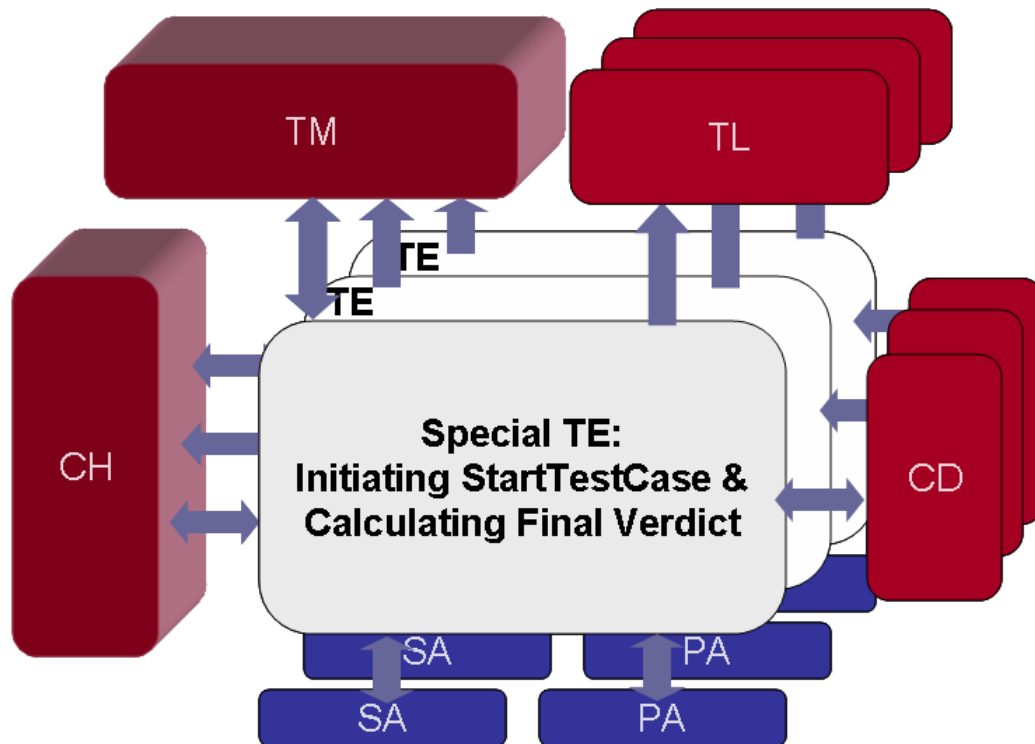 TM
TL
TE
TE
Special TE:
Initiating StartTestCase &
Calculating Final Verdict
CH
CD
SA
PA
SA
PA